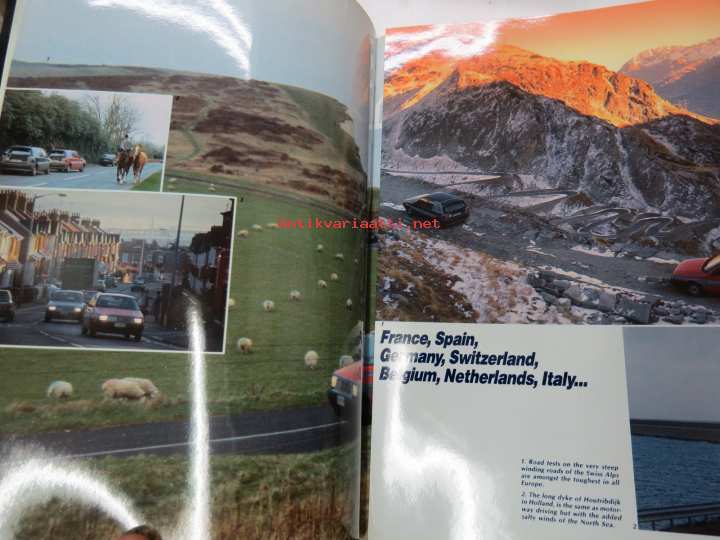 antikvariaatti.net
France, Spain,
Germany, Switzerland,
Belgium, Netherlands, Italy...
1. Road tests on the very steep
winding roads of the Swiss Alps
are amongst the toughest in all
Europe.
2. The long dyke of Houtribdijk
in Holland, is the same as motor-
way driving but with the added
salty winds of the North Sea.
2